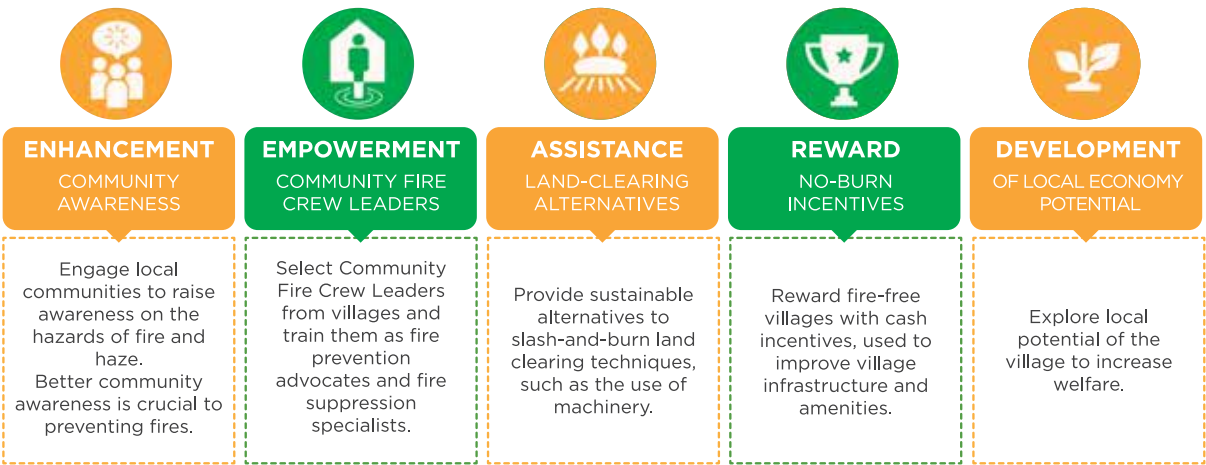 ENHANCEMENT
COMMUNITY
AWARENESS
Engage local
communities to raise
awareness on the
hazards of fire and
haze.
Better community
awareness is crucial to
preventing fires.
EMPOWERMENT
COMMUNITY FIRE
CREW LEADERS
Select Community
Fire Crew Leaders
from villages and
train them as fire
prevention
advocates and fire
suppression
specialists.
ASSISTANCE
LAND-CLEARING
ALTERNATIVES
Provide sustainable
alternatives to
slash-and-burn land
clearing techniques,
such as the use of
machinery.
REWARD
NO-BURN
INCENTIVES
Reward fire-free
villages with cash
incentives, used to
improve village
infrastructure and
amenities.
DEVELOPMENT
OF LOCAL ECONOMY
POTENTIAL
Explore local
potential of the
village to increase
welfare.